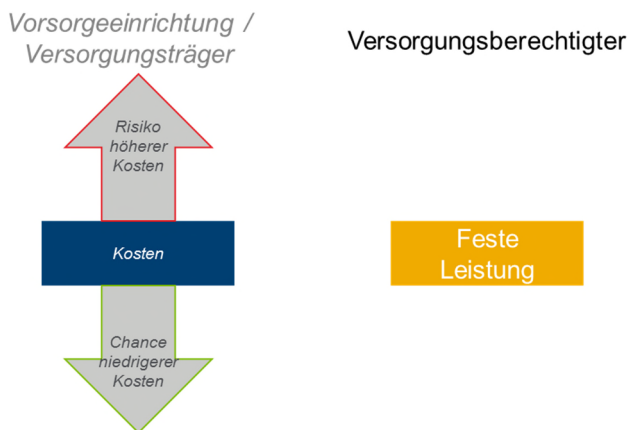 Vorsorgeeinrichtung /
Versorgungsträger
Versorgungsberechtigter
Risiko
höherer
Kosten
Kosten
Feste
Leistung
Chance
niedrigerer
Kosten